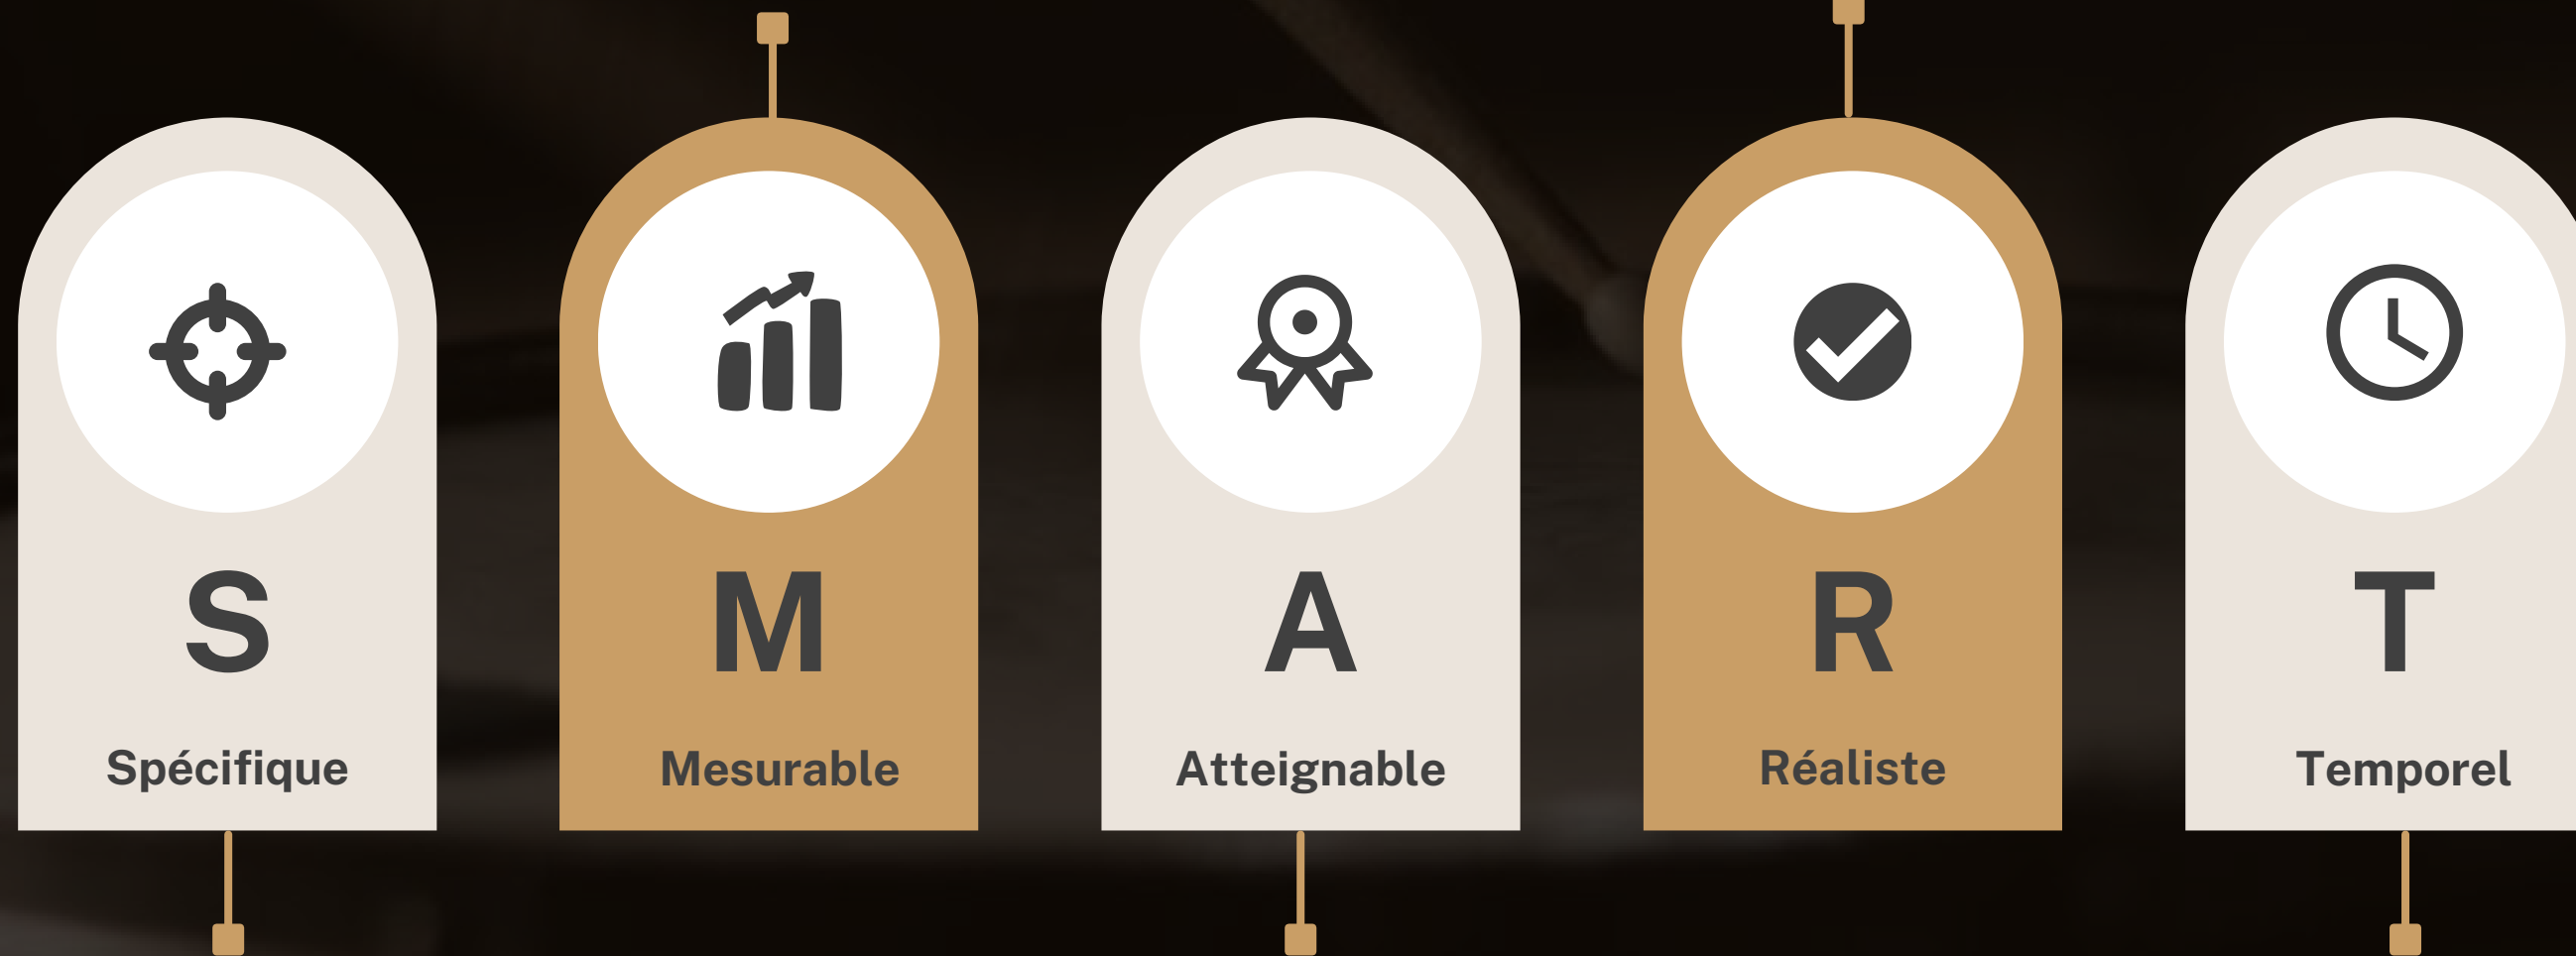 S
Spécifique
M
Mesurable
A
Atteignable
R
Réaliste
T
Temporel